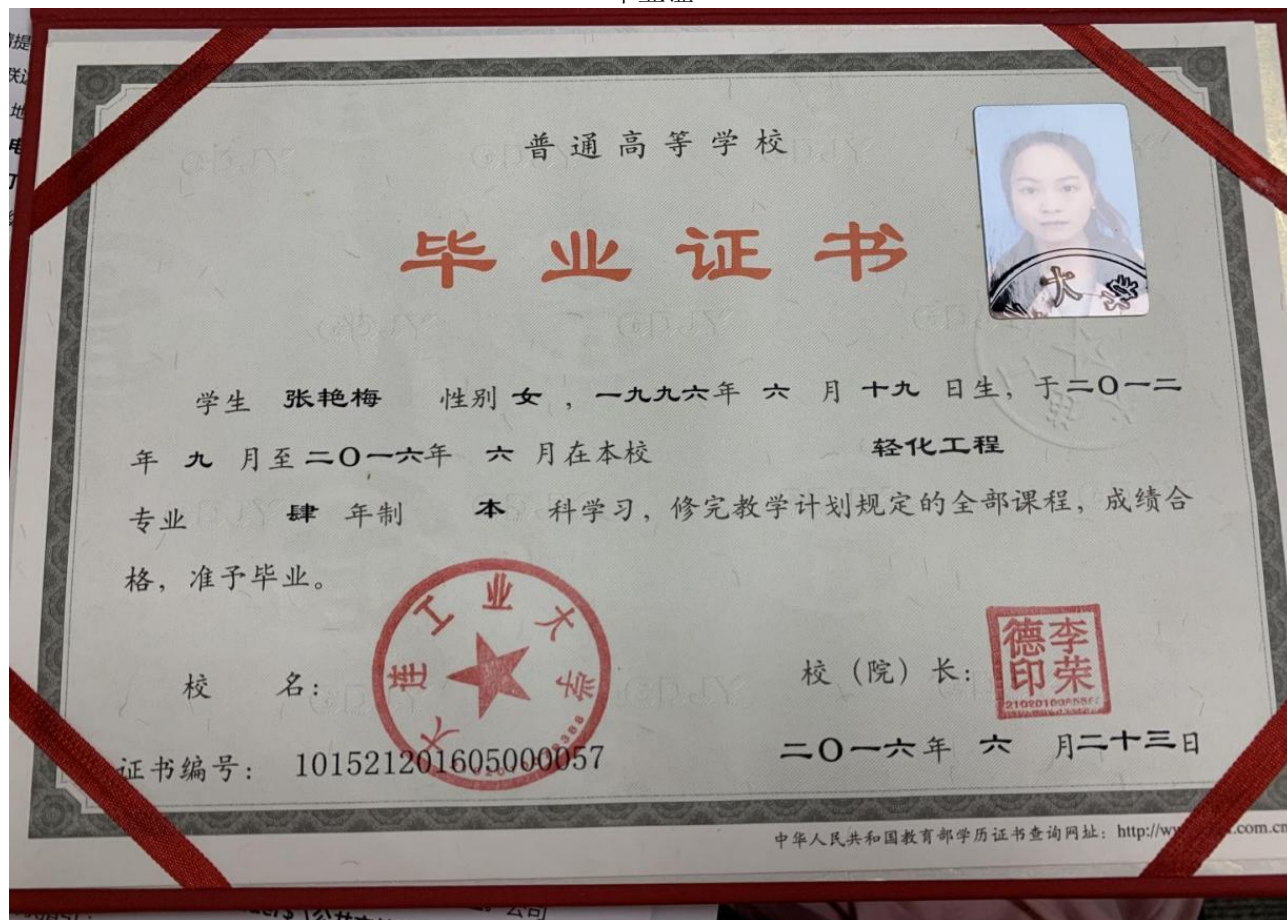 普通高等学校
毕业证书
大学
学生 张艳梅 性别 女 ，一九九六年 六 月 十九 日生，于二〇一二
年 九 月至 二〇一六年 六 月在本校 轻化工程
专业 肆 年制 本 科学习，修完教学计划规定的全部课程，成绩合
格，准予毕业。
大连工业大学
校 名：
校（院）长：
李荣德印
证书编号： 101521201605000057
二〇一六年 六 月二十三日
中华人民共和国教育部学历证书查询网址：http://
.com.cn